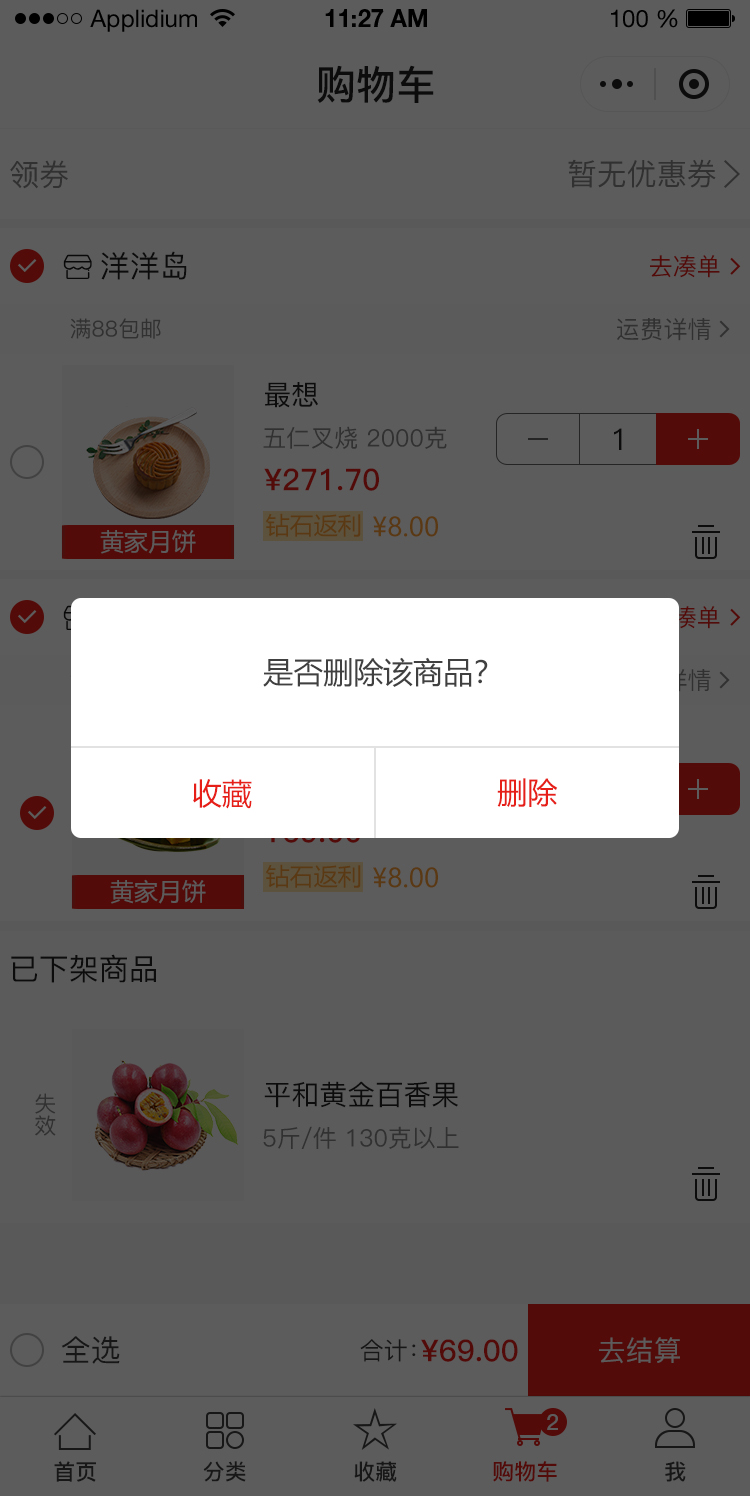 Applidium 11:27 AM 100 %
购物车
领券 暂无优惠券
洋洋岛 去凑单
满88包邮 运费详情
最想
五仁叉烧 2000克
1
¥271.70
钻石返利 ¥8.00
黄家月饼
凑单
是否删除该商品?
详情
收藏 删除
钻石返利 ¥8.00
黄家月饼
已下架商品
失效
平和黄金百香果
5斤/件 130克以上
全选 合计:¥69.00 去结算
2
首页 分类 收藏 购物车 我